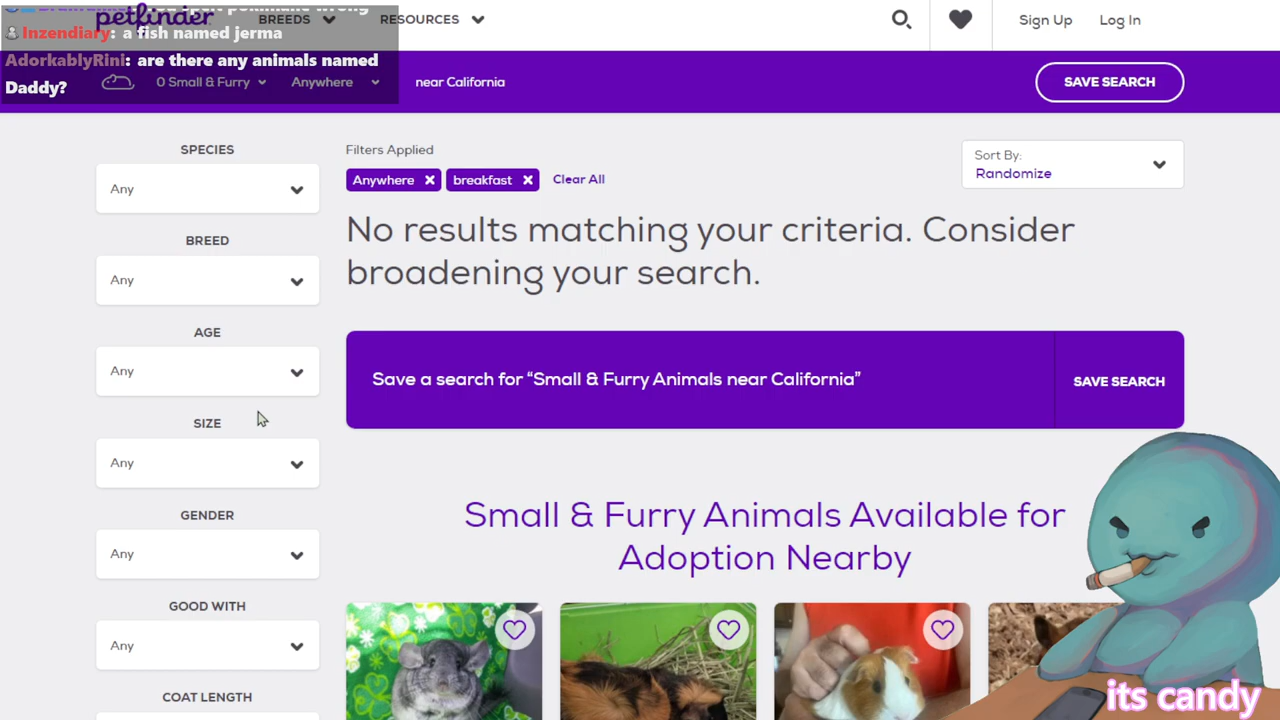 petfinder
BREEDS
RESOURCES
Sign Up
Log In
Inzendiary: a fish named jerma
AdorkablyRini: are there any animals named
Daddy?
0 Small & Furry
Anywhere
near California
SAVE SEARCH
SPECIES
Any
BREED
Any
AGE
Any
SIZE
Any
GENDER
Any
GOOD WITH
Any
COAT LENGTH
Filters Applied
Anywhere
breakfast
Clear All
Sort By:
Randomize
No results matching your criteria. Consider
broadening your search.
Save a search for “Small & Furry Animals near California”
SAVE SEARCH
Small & Furry Animals Available for
Adoption Nearby
its candy